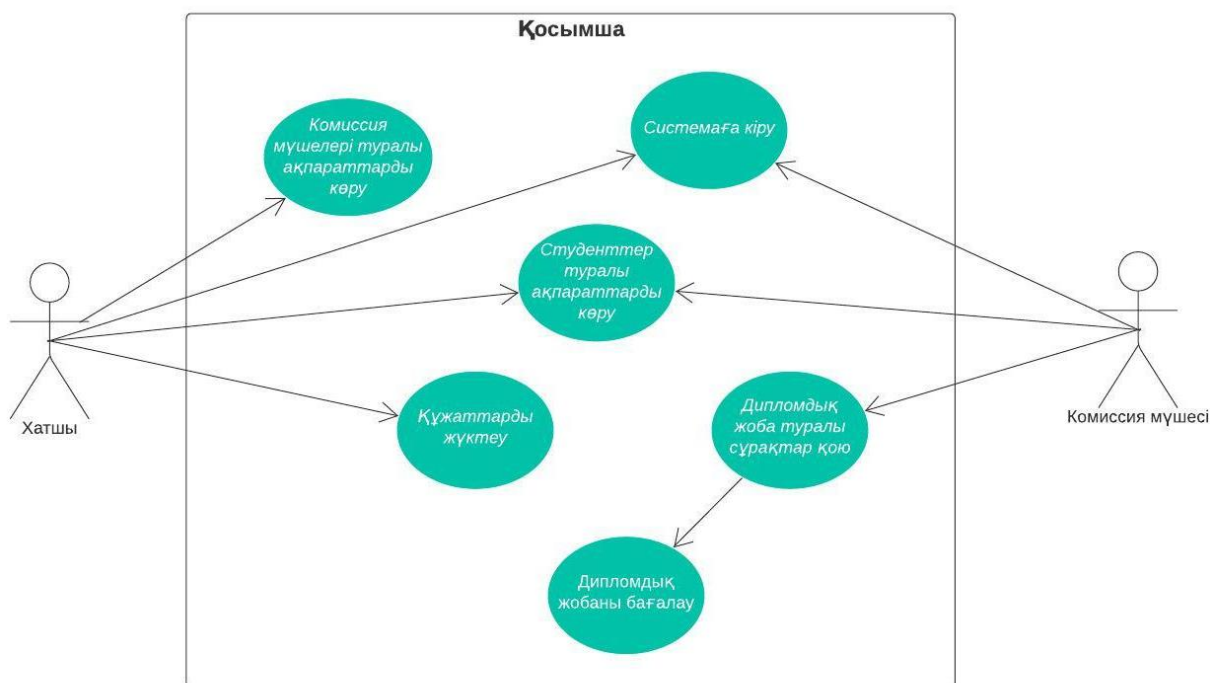 Қосымша
Комиссия
мүшелері туралы
ақпараттарды
көру
Системаға кіру
Студенттер
туралы
ақпараттарды
көру
Құжаттарды
жүктеу
Дипломдық
жоба туралы
сұрақтар қою
Дипломдық
жобаны бағалау
Хатшы
Комиссия мүшесі